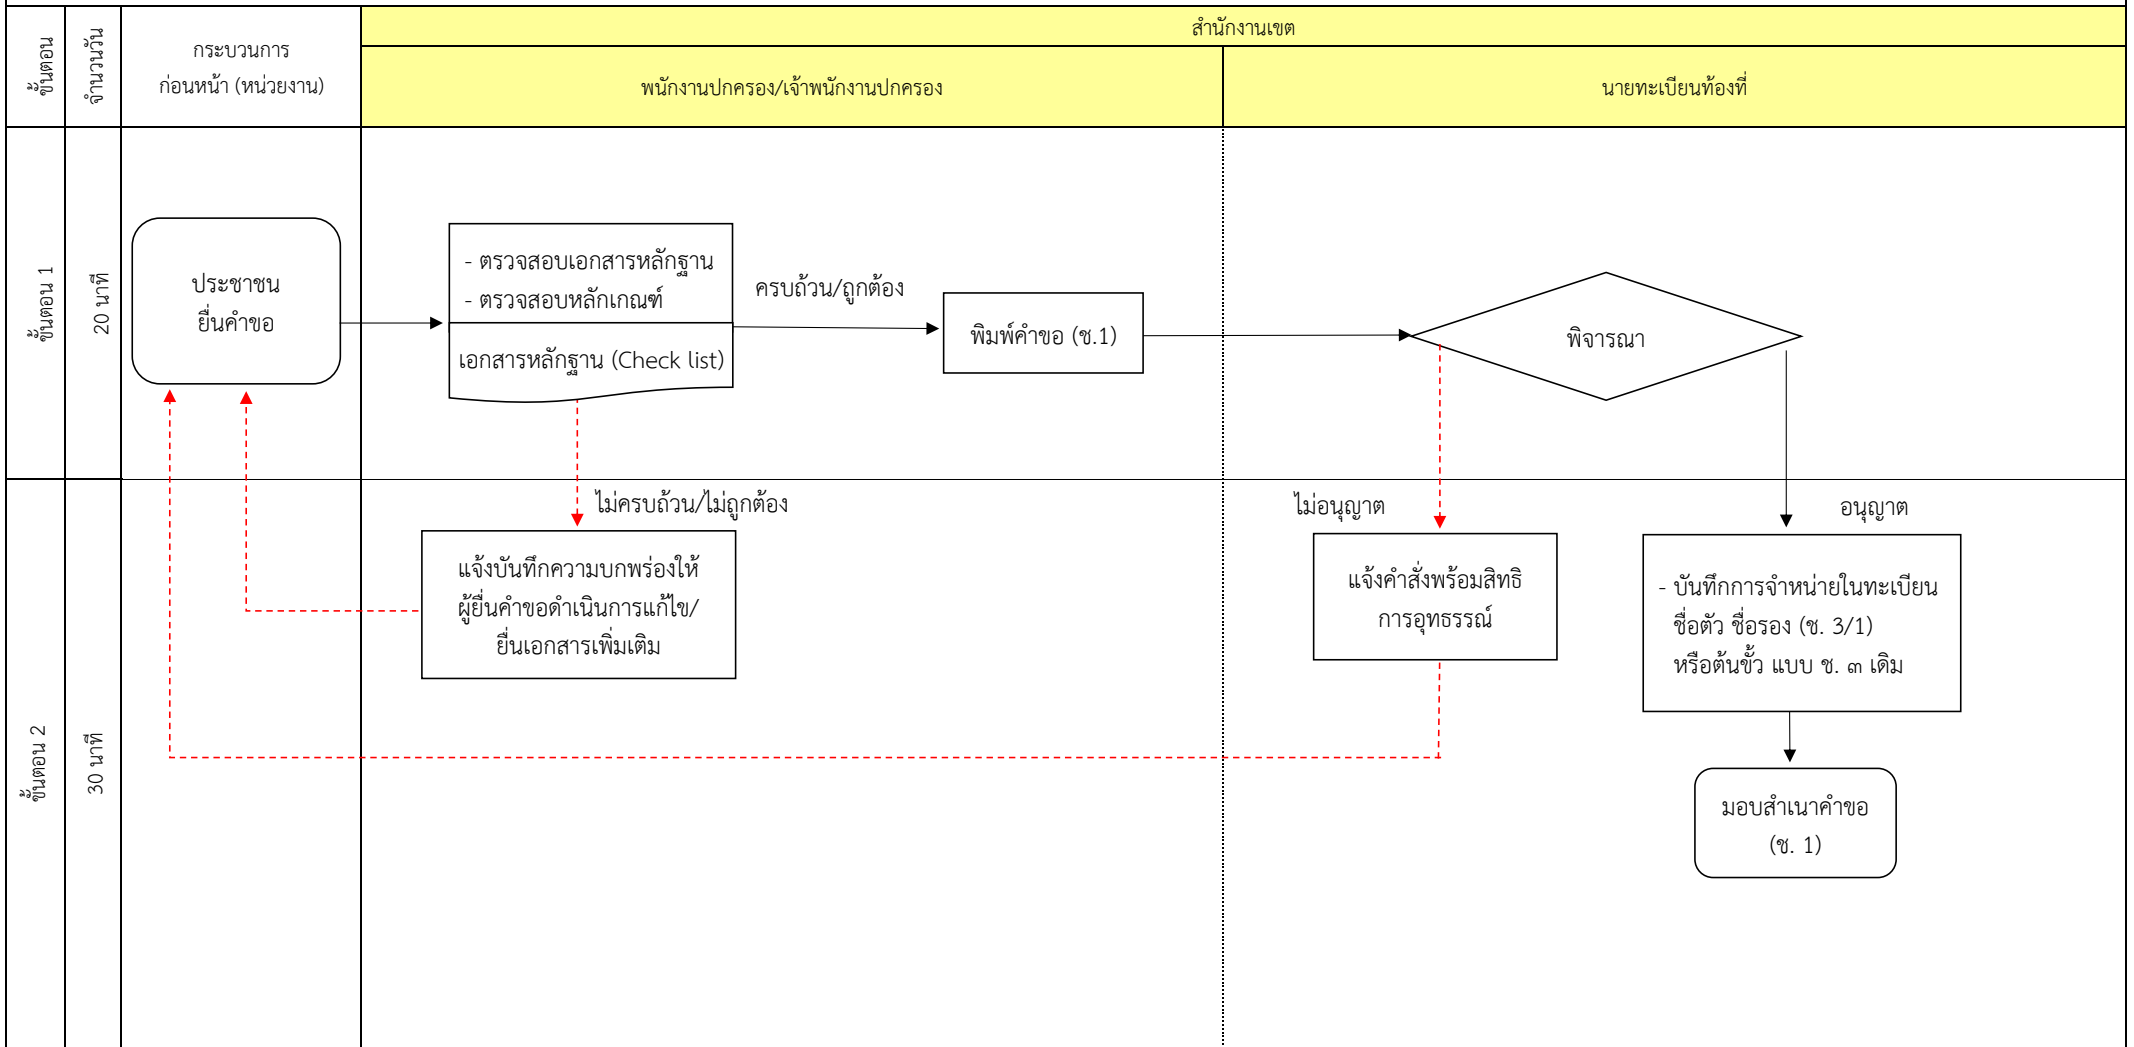 สำนักงานเขต
ขั้นตอน
จำนวนวัน
กระบวนการ
ก่อนหน้า (หน่วยงาน)
พนักงานปกครอง/เจ้าพนักงานปกครอง
นายทะเบียนท้องที่
ขั้นตอน 1
20 นาที
ประชาชน
ยื่นคำขอ
- ตรวจสอบเอกสารหลักฐาน
- ตรวจสอบหลักเกณฑ์
เอกสารหลักฐาน (Check list)
ครบถ้วน/ถูกต้อง
พิมพ์คำขอ (ช.1)
พิจารณา
ขั้นตอน 2
30 นาที
ไม่ครบถ้วน/ไม่ถูกต้อง
แจ้งบันทึกความบกพร่องให้
ผู้ยื่นคำขอดำเนินการแก้ไข/
ยื่นเอกสารเพิ่มเติม
ไม่อนุญาต
แจ้งคำสั่งพร้อมสิทธิ
การอุทธรรณ์
อนุญาต
- บันทึกการจำหน่ายในทะเบียน
ชื่อตัว ชื่อรอง (ช. 3/1)
หรือต้นขั้ว แบบ ช. ๓ เดิม
มอบสำเนาคำขอ
(ช. 1)